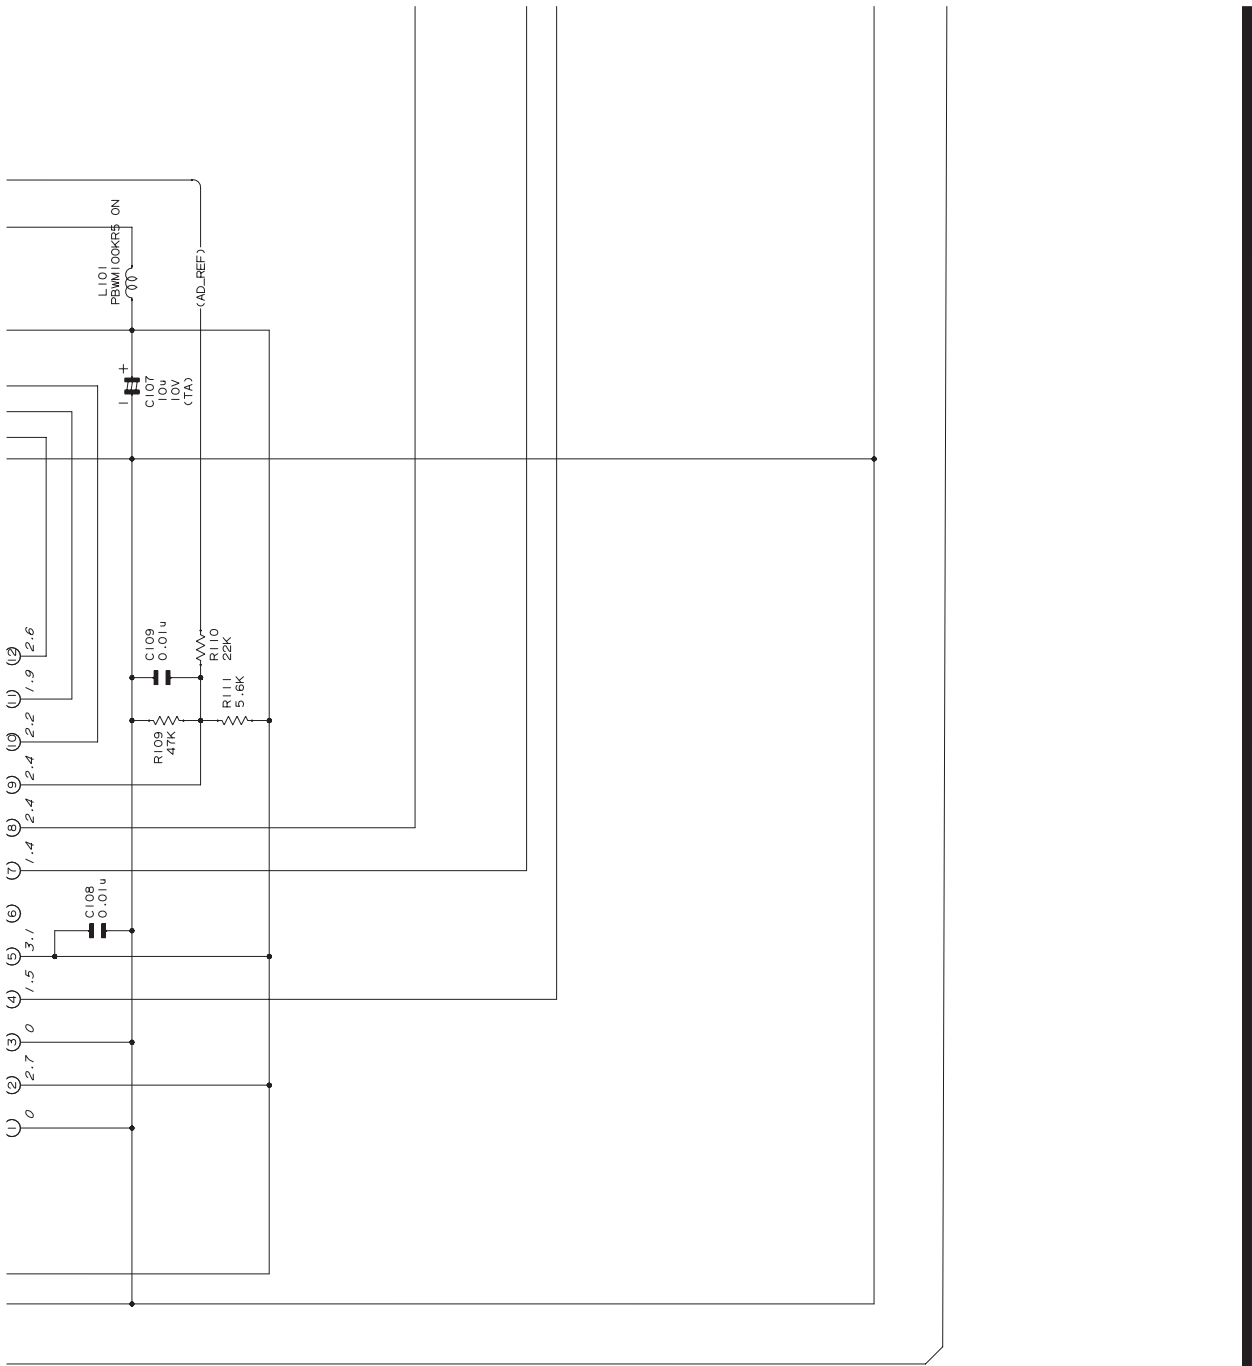 L101
PBWM100KR5 ON
(AD_REF)
+
−
C107
10u
10V
(TA)
C109
0.01u
R110
22K
R111
5.6K
R109
47K
(12) 2.6
(11) 1.9
(10) 2.2
(9) 2.4
(8) 2.4
(7) 1.4
C108
0.01u
(6)
(5) 3.1
(4) 1.5
(3) 0
(2) 2.7
(1) 0